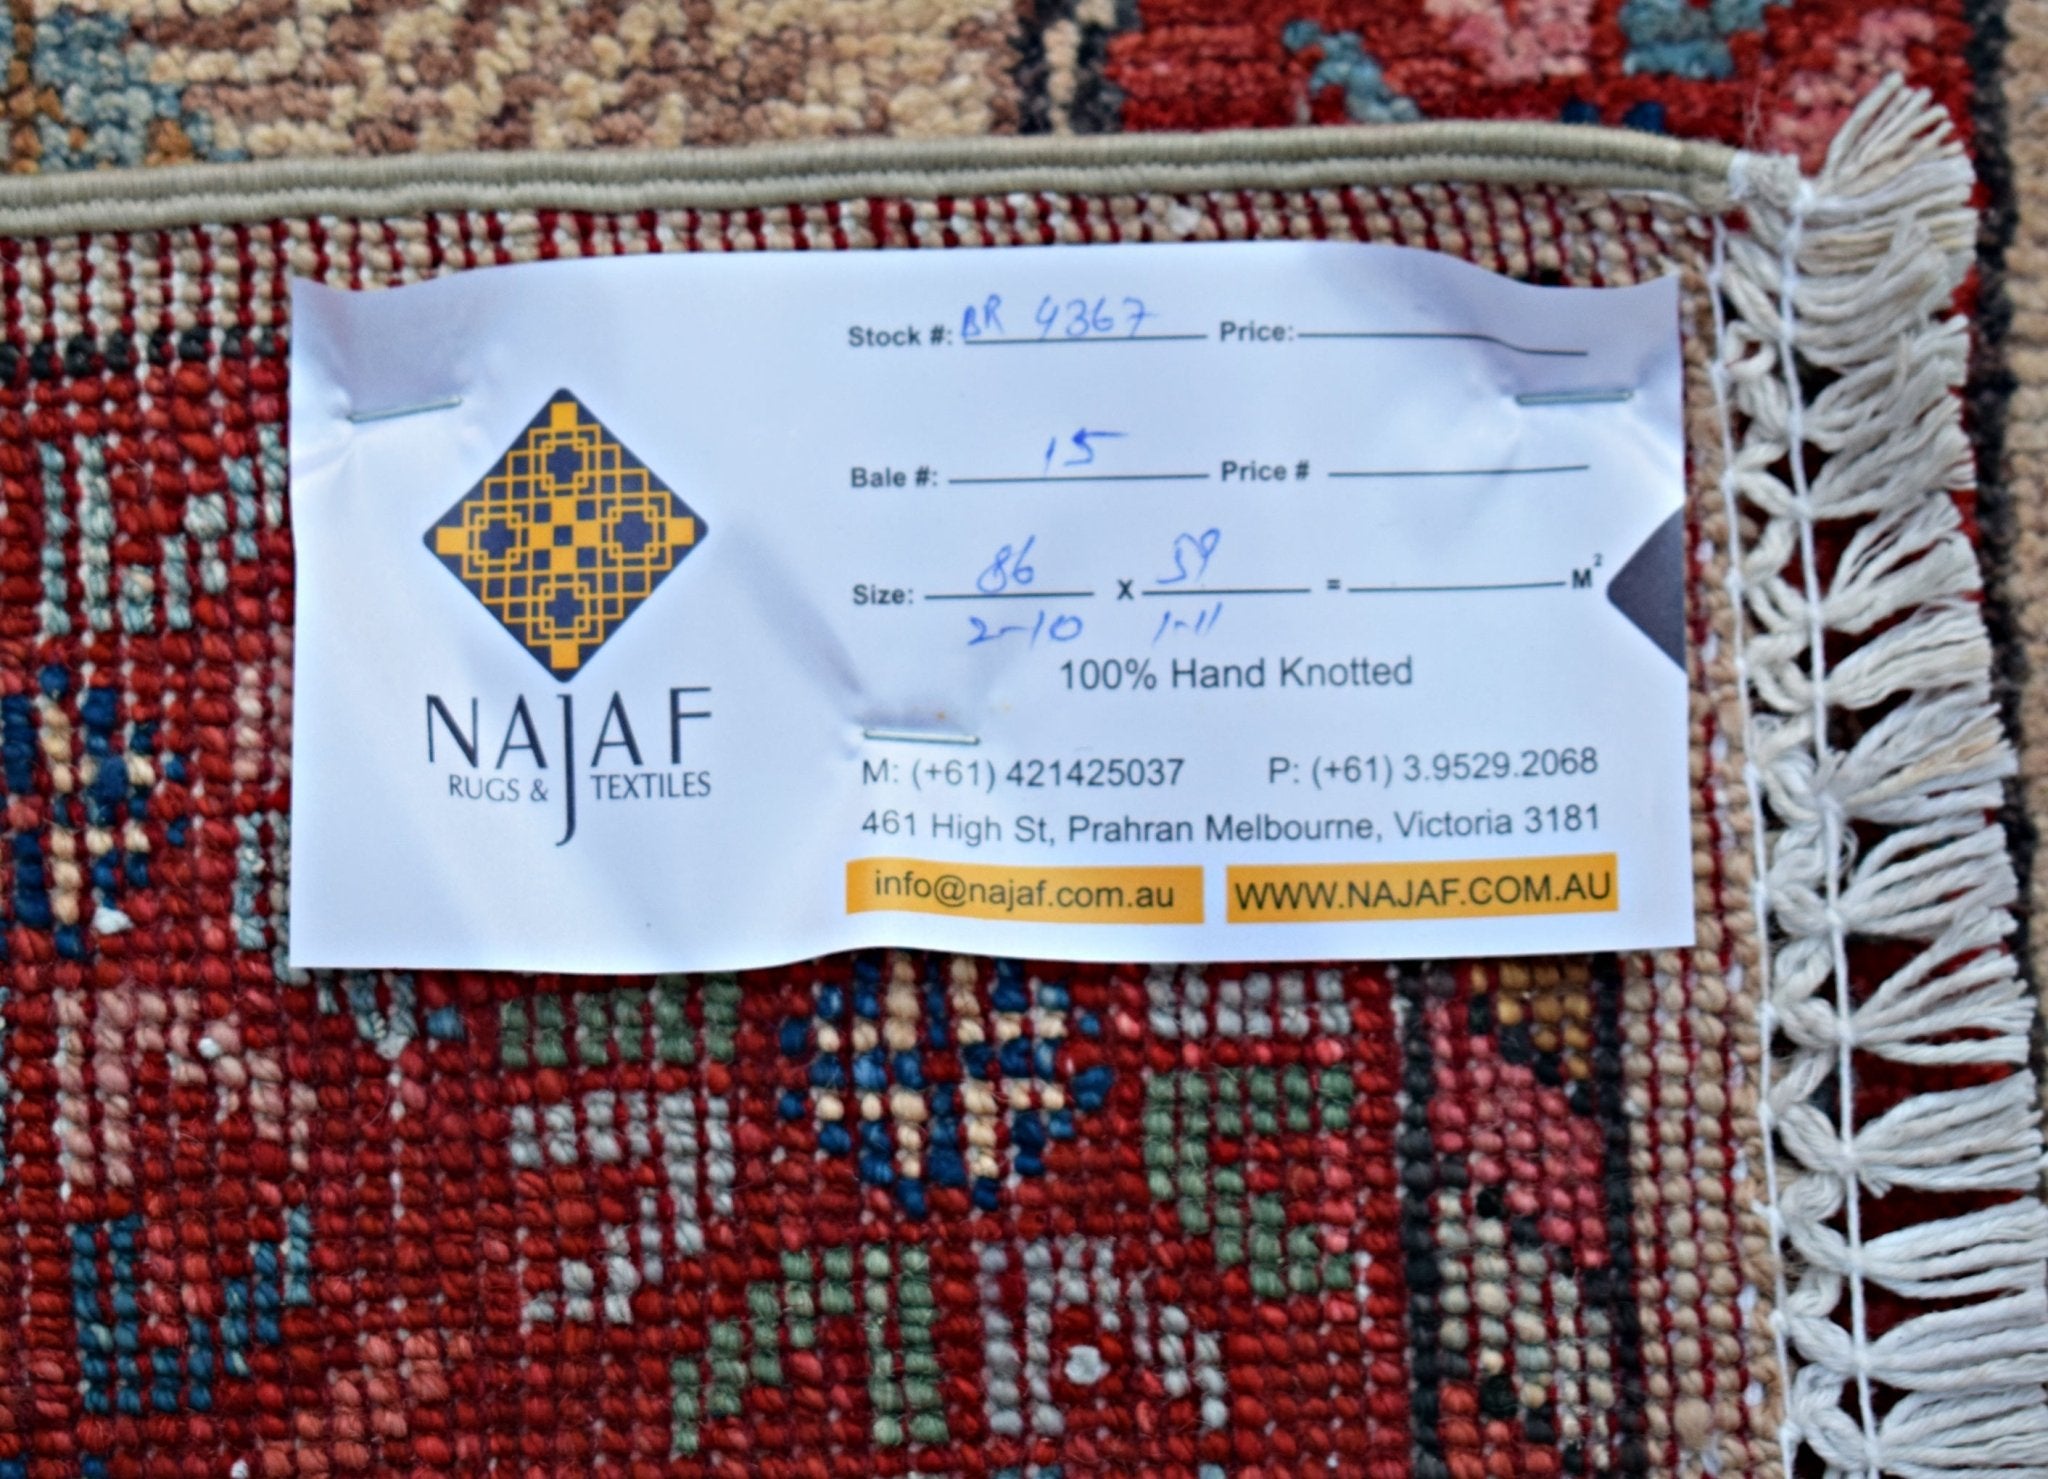 NAJAF
RUGS & TEXTILES
Stock #: BR 4367 Price:
Bale #: 15 Price #
Size: 86 X 59 = M²
2-10 1-11
100% Hand Knotted
M: (+61) 421425037 P: (+61) 3.9529.2068
461 High St, Prahran Melbourne, Victoria 3181
info@najaf.com.au WWW.NAJAF.COM.AU